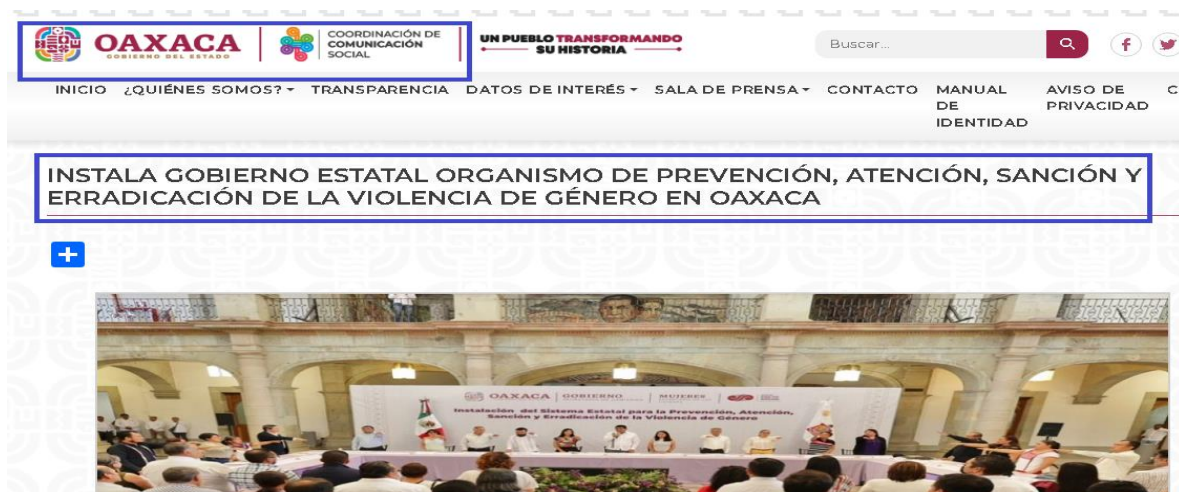 OAXACA
GOBIERNO DEL ESTADO
COORDINACIÓN DE
COMUNICACIÓN
SOCIAL
UN PUEBLO TRANSFORMANDO
SU HISTORIA
Buscar...
INICIO ¿QUIÉNES SOMOS? TRANSPARENCIA DATOS DE INTERÉS SALA DE PRENSA CONTACTO MANUAL DE IDENTIDAD AVISO DE PRIVACIDAD C
INSTALA GOBIERNO ESTATAL ORGANISMO DE PREVENCIÓN, ATENCIÓN, SANCIÓN Y
ERRADICACIÓN DE LA VIOLENCIA DE GÉNERO EN OAXACA
OAXACA GOBIERNO MUJERES
Instalación del Sistema Estatal para la Prevención, Atención,
Sanción y Erradicación de la Violencia de Género